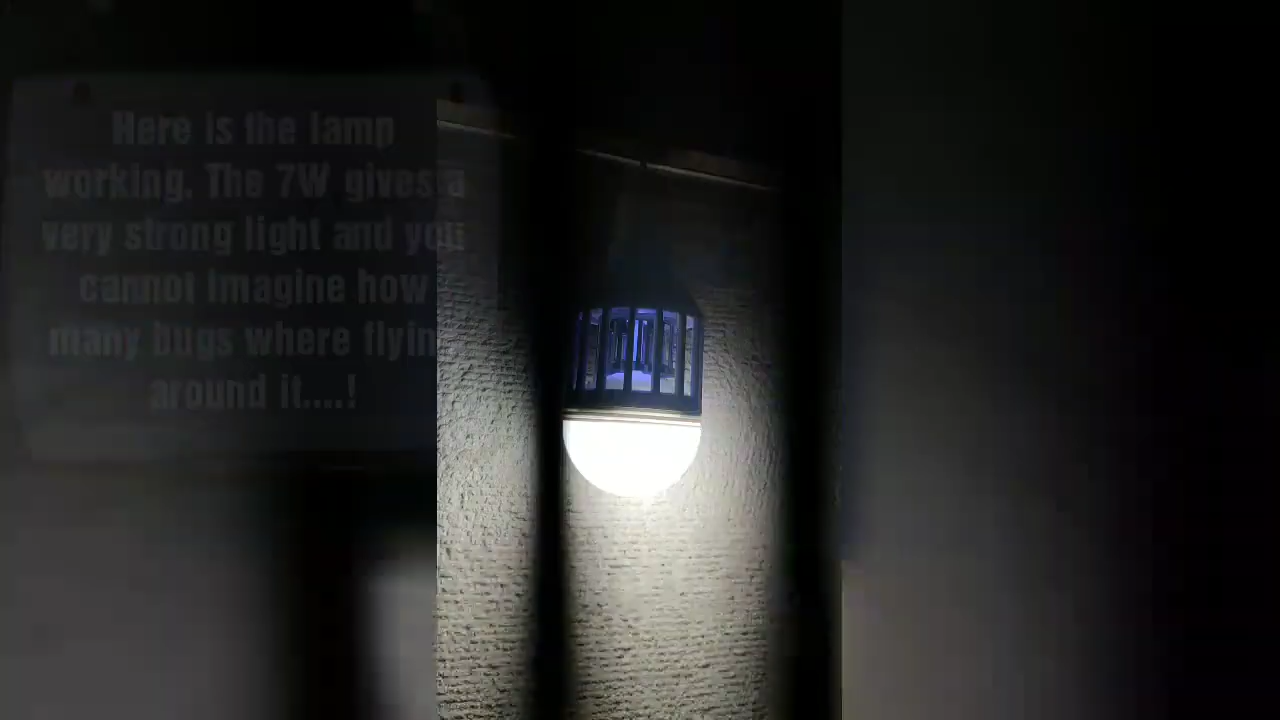 Here is the lamp
working. The 7W gives a
very strong light and you
cannot imagine how
many bugs where flyin
around it....!